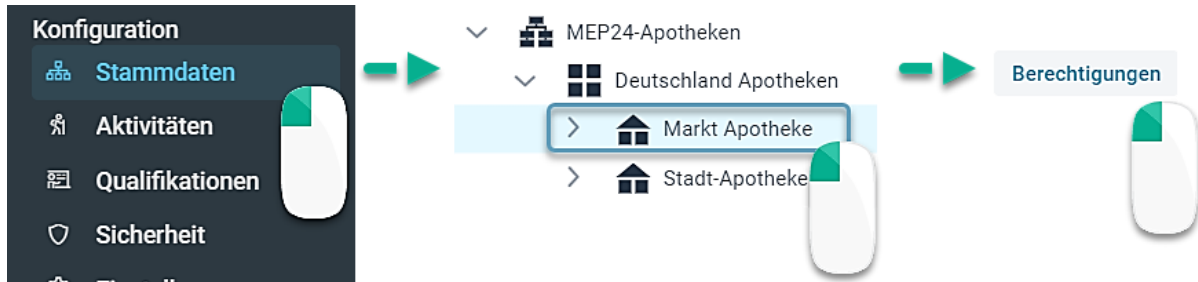 Konfiguration
Stammdaten
Aktivitäten
Qualifikationen
Sicherheit
MEP24-Apotheken
Deutschland Apotheken
Markt Apotheke
Stadt-Apotheke
Berechtigungen